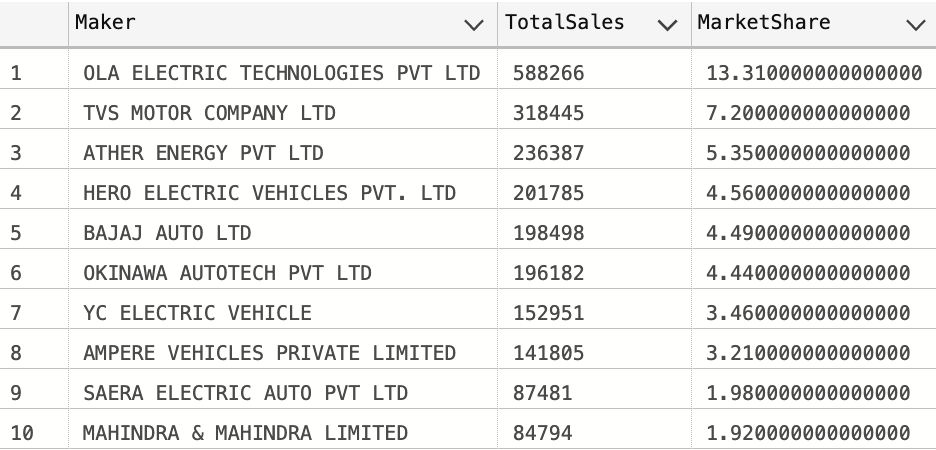 Maker TotalSales MarketShare
1 OLA ELECTRIC TECHNOLOGIES PVT LTD 588266 13.310000000000000
2 TVS MOTOR COMPANY LTD 318445 7.200000000000000
3 ATHER ENERGY PVT LTD 236387 5.350000000000000
4 HERO ELECTRIC VEHICLES PVT. LTD 201785 4.560000000000000
5 BAJAJ AUTO LTD 198498 4.490000000000000
6 OKINAWA AUTOTECH PVT LTD 196182 4.440000000000000
7 YC ELECTRIC VEHICLE 152951 3.460000000000000
8 AMPERE VEHICLES PRIVATE LIMITED 141805 3.210000000000000
9 SAERA ELECTRIC AUTO PVT LTD 87481 1.980000000000000
10 MAHINDRA & MAHINDRA LIMITED 84794 1.920000000000000